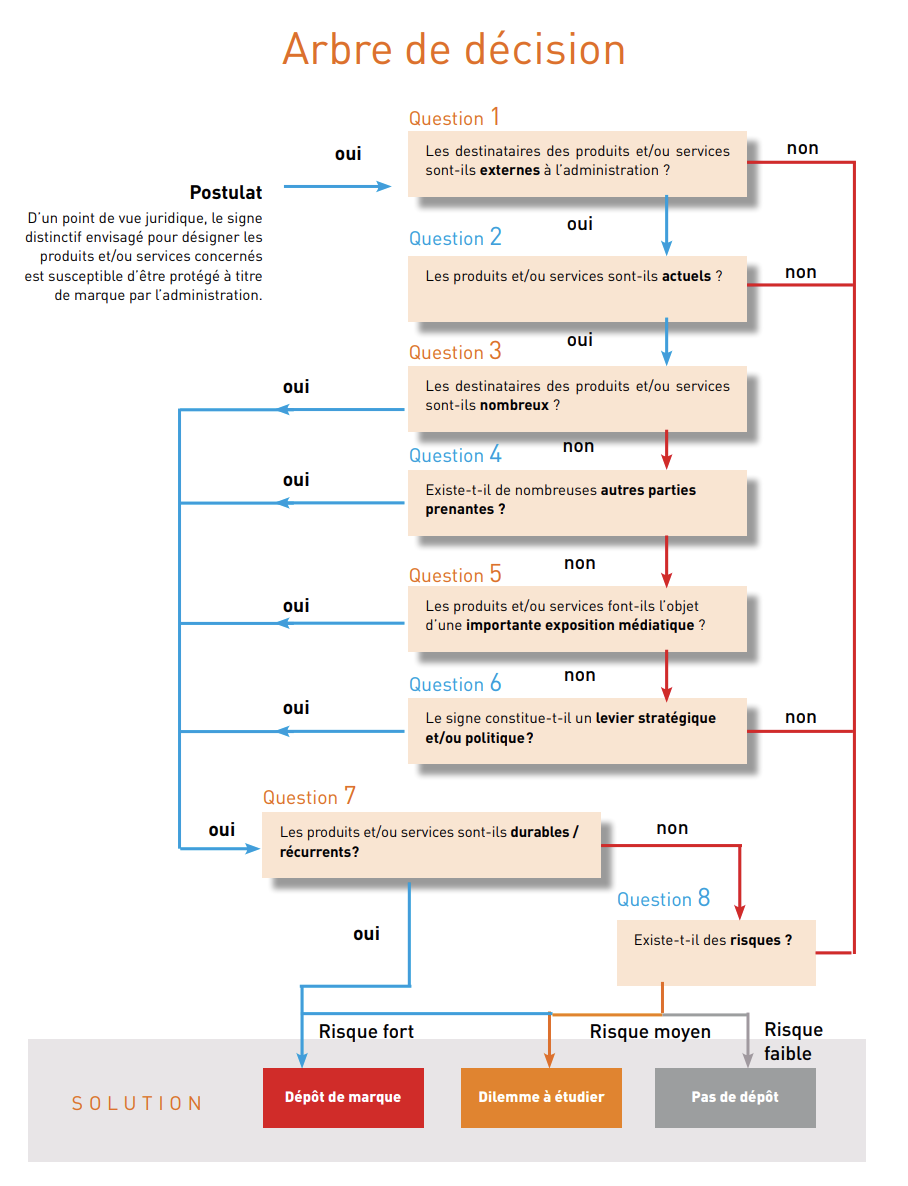 Arbre de décision
Question 1
oui
non
Les destinataires des produits et/ou services
sont-ils externes à l'administration ?
Postulat
D'un point de vue juridique, le signe
distinctif envisagé pour désigner les
produits et/ou services concernés
est susceptible d'être protégé à titre
de marque par l'administration.
oui
Question 2
non
Les produits et/ou services sont-ils actuels ?
oui
Question 3
oui
Les destinataires des produits et/ou services
sont-ils nombreux ?
non
Question 4
oui
Existe-t-il de nombreuses autres parties
prenantes ?
non
Question 5
oui
Les produits et/ou services font-ils l'objet
d'une importante exposition médiatique ?
non
Question 6
oui
non
Le signe constitue-t-il un levier stratégique
et/ou politique?
Question 7
oui
non
Les produits et/ou services sont-ils durables /
récurrents?
Question 8
oui
Existe-t-il des risques ?
Risque fort
Risque moyen
Risque
faible
SOLUTION
Dépôt de marque
Dilemme à étudier
Pas de dépôt